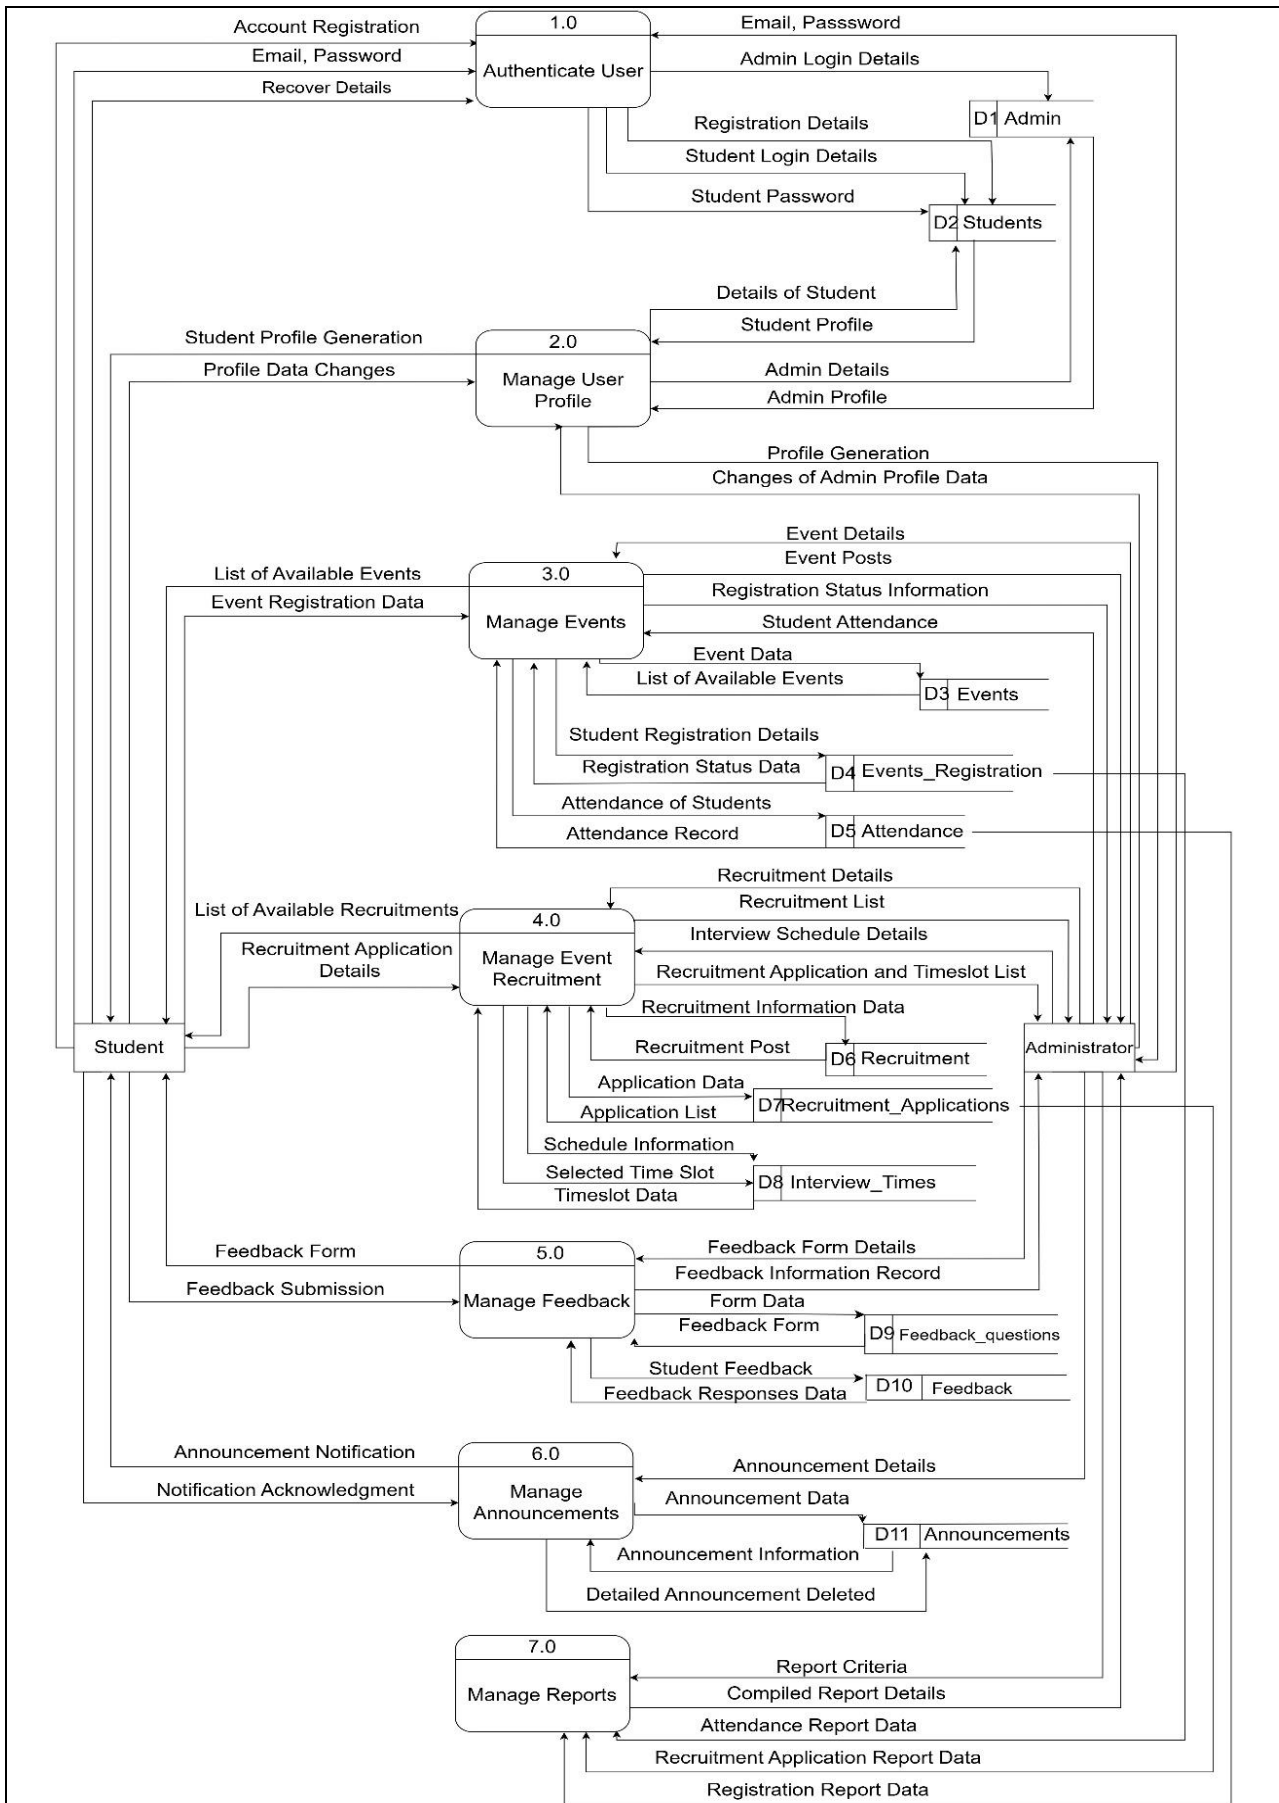 Account Registration
1.0
Email, Passsword
Email, Password
Authenticate User
Admin Login Details
Recover Details
D1 Admin
Registration Details
Student Login Details
Student Password
D2 Students
Details of Student
Student Profile
Student Profile Generation
2.0
Profile Data Changes
Manage User
Profile
Admin Details
Admin Profile
Profile Generation
Changes of Admin Profile Data
Event Details
Event Posts
List of Available Events
3.0
Registration Status Information
Event Registration Data
Manage Events
Student Attendance
Event Data
List of Available Events
D3 Events
Student Registration Details
Registration Status Data
D4 Events_Registration
Attendance of Students
Attendance Record
D5 Attendance
Recruitment Details
Recruitment List
List of Available Recruitments
4.0
Interview Schedule Details
Recruitment Application
Details
Manage Event
Recruitment
Recruitment Application and Timeslot List
Recruitment Information Data
Student
Recruitment Post
D6 Recruitment
Administrator
Application Data
Application List
D7 Recruitment_Applications
Schedule Information
Selected Time Slot
Timeslot Data
D8 Interview_Times
Feedback Form
5.0
Feedback Form Details
Feedback Information Record
Feedback Submission
Manage Feedback
Form Data
Feedback Form
D9 Feedback_questions
Student Feedback
Feedback Responses Data
D10 Feedback
Announcement Notification
6.0
Announcement Details
Notification Acknowledgment
Manage
Announcements
Announcement Data
D11 Announcements
Announcement Information
Detailed Announcement Deleted
7.0
Report Criteria
Manage Reports
Compiled Report Details
Attendance Report Data
Recruitment Application Report Data
Registration Report Data